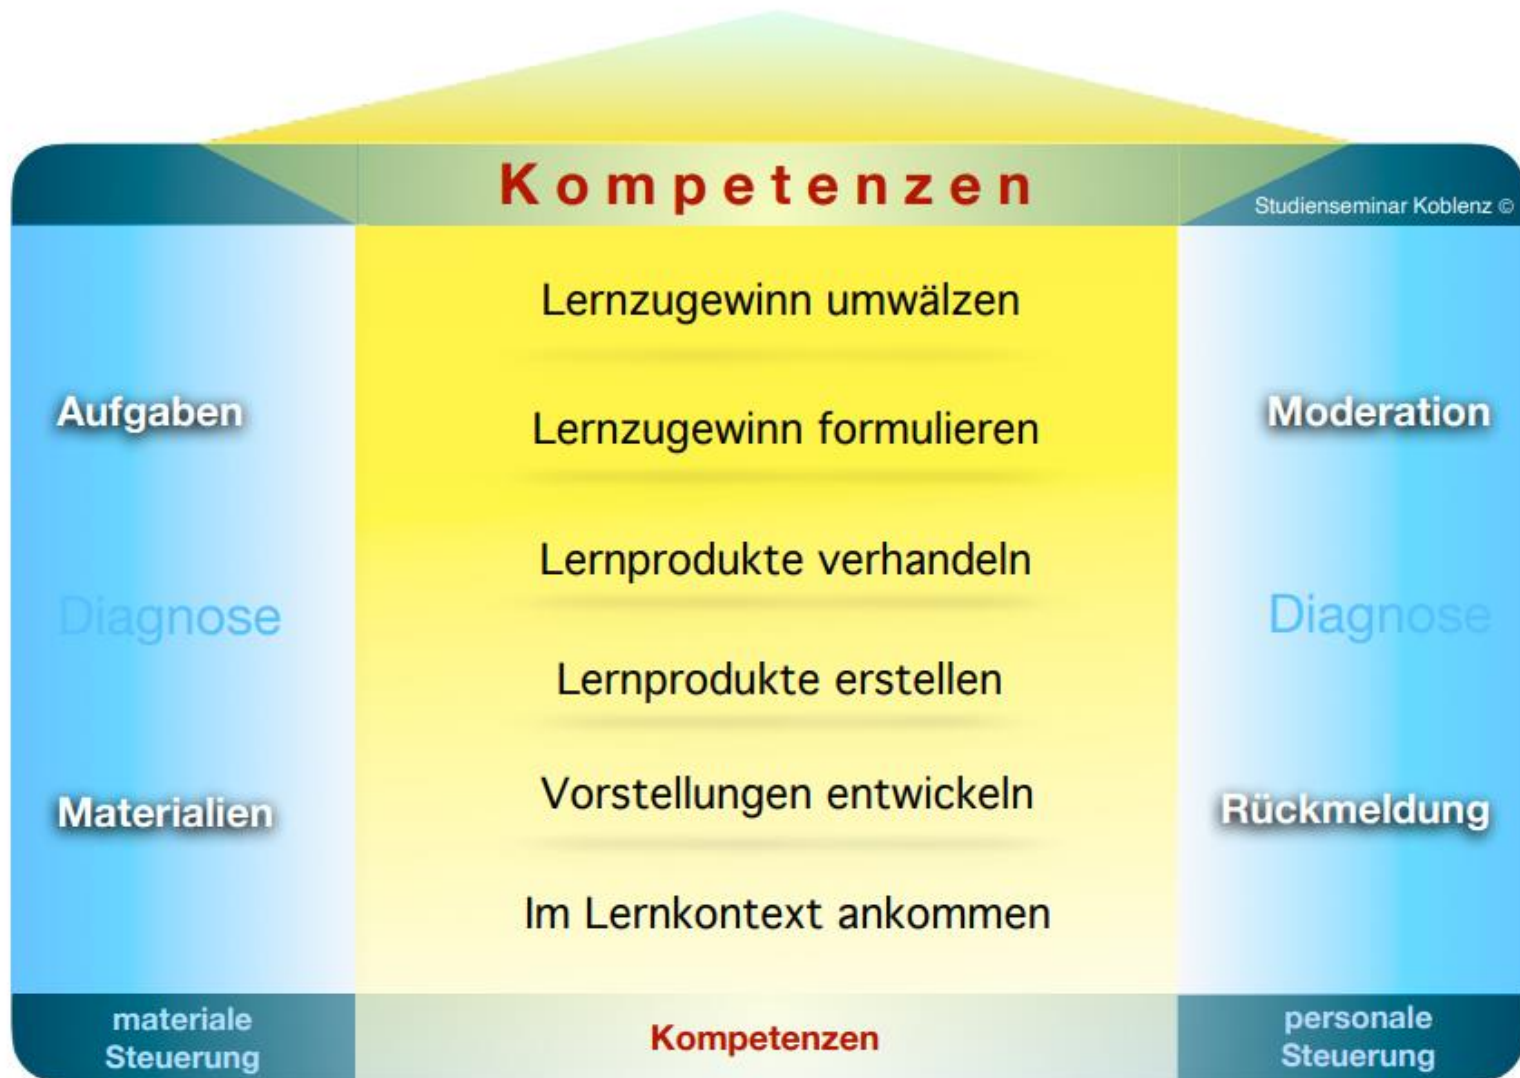 Kompetenzen
Studienseminar Koblenz ©
Lernzugewinn umwälzen
Aufgaben
Lernzugewinn formulieren
Moderation
Lernprodukte verhandeln
Diagnose
Diagnose
Lernprodukte erstellen
Vorstellungen entwickeln
Materialien
Rückmeldung
Im Lernkontext ankommen
materiale
Steuerung
Kompetenzen
personale
Steuerung